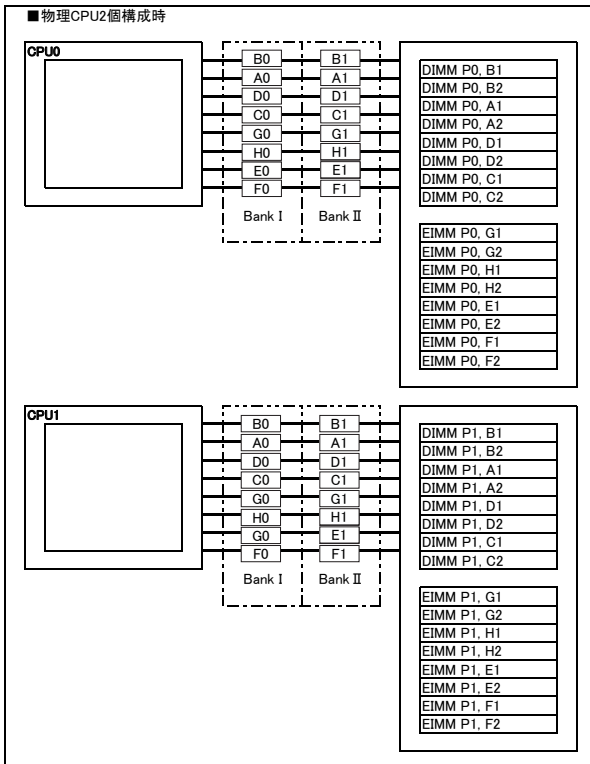 ■物理CPU2個構成時
CPU0
B0 B1
A0 A1
D0 D1
C0 C1
G0 G1
H0 H1
E0 E1
F0 F1
Bank Ⅰ Bank Ⅱ
DIMM P0, B1
DIMM P0, B2
DIMM P0, A1
DIMM P0, A2
DIMM P0, D1
DIMM P0, D2
DIMM P0, C1
DIMM P0, C2
EIMM P0, G1
EIMM P0, G2
EIMM P0, H1
EIMM P0, H2
EIMM P0, E1
EIMM P0, E2
EIMM P0, F1
EIMM P0, F2
CPU1
B0 B1
A0 A1
D0 D1
C0 C1
G0 G1
H0 H1
G0 E1
F0 F1
Bank Ⅰ Bank Ⅱ
DIMM P1, B1
DIMM P1, B2
DIMM P1, A1
DIMM P1, A2
DIMM P1, D1
DIMM P1, D2
DIMM P1, C1
DIMM P1, C2
EIMM P1, G1
EIMM P1, G2
EIMM P1, H1
EIMM P1, H2
EIMM P1, E1
EIMM P1, E2
EIMM P1, F1
EIMM P1, F2